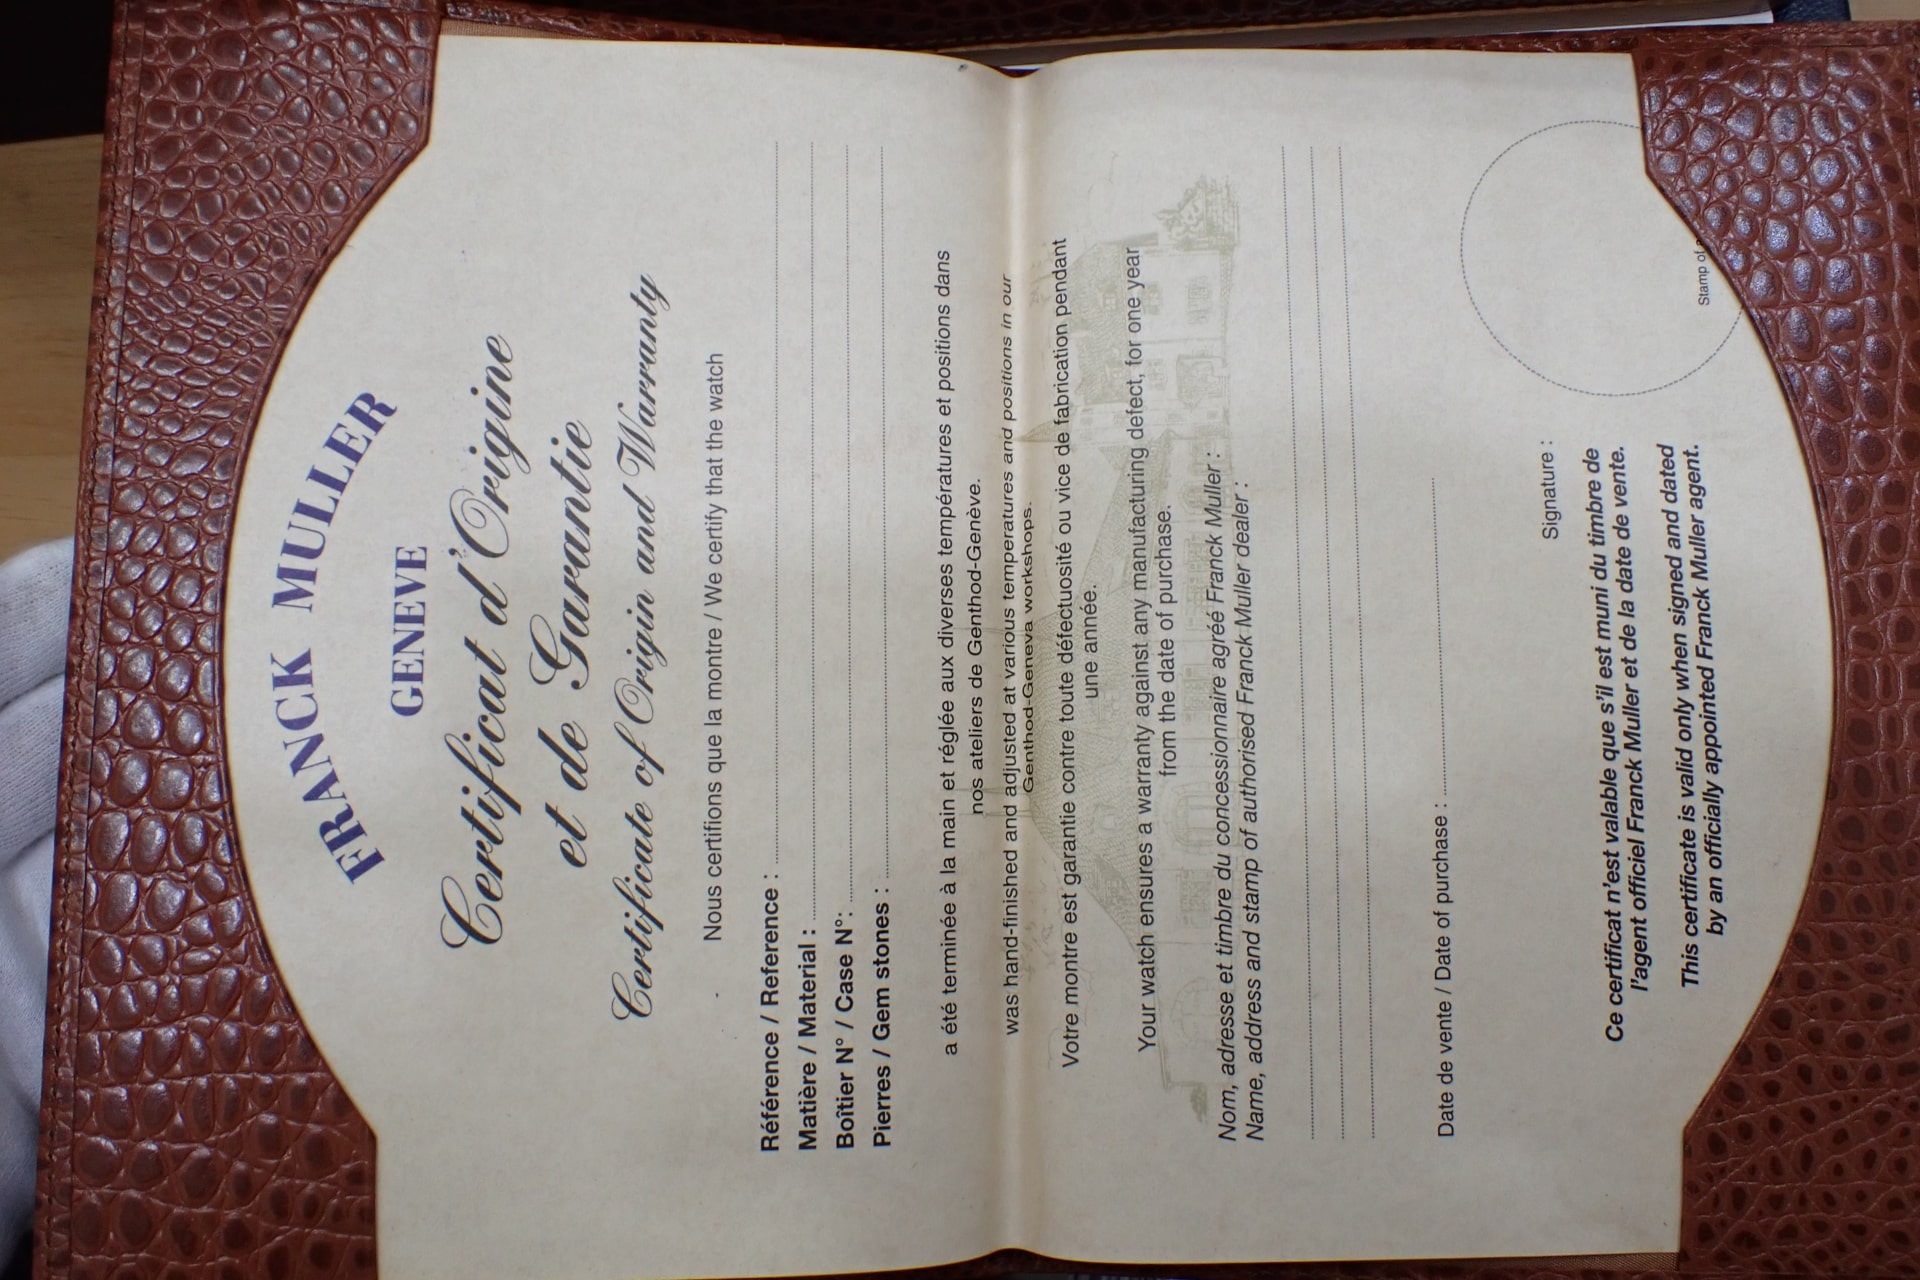 FRANCK MULLER
GENEVE
Certificat d'Origine
et de Garantie
Certificate of Origin and Warranty
Nous certifions que la montre / We certify that the watch
Référence / Reference :
Matière / Material :
Boîtier N° / Case N°:
Pierres / Gem stones :
a été terminée à la main et réglée aux diverses températures et positions dans
nos ateliers de Genthod-Genève.
was hand-finished and adjusted at various temperatures and positions in our
Genthod-Geneva workshops.
Votre montre est garantie contre toute défectuosité ou vice de fabrication pendant
une année.
Your watch ensures a warranty against any manufacturing defect, for one year
from the date of purchase.
Nom, adresse et timbre du concessionnaire agréé Franck Muller :
Name, address and stamp of authorised Franck Muller dealer :
Date de vente / Date of purchase :
Signature :
Stamp of
Ce certificat n'est valable que s'il est muni du timbre de
l'agent officiel Franck Muller et de la date de vente.
This certificate is valid only when signed and dated
by an officially appointed Franck Muller agent.